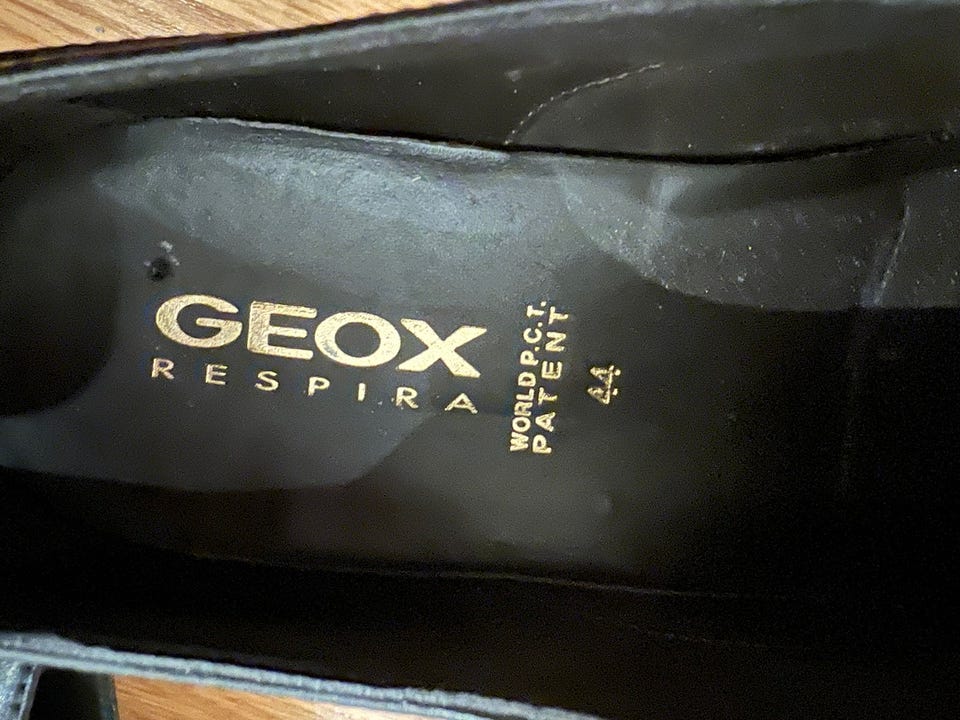 GEOX
RESPIRA
WORLD P.C.T.
PATENT
44